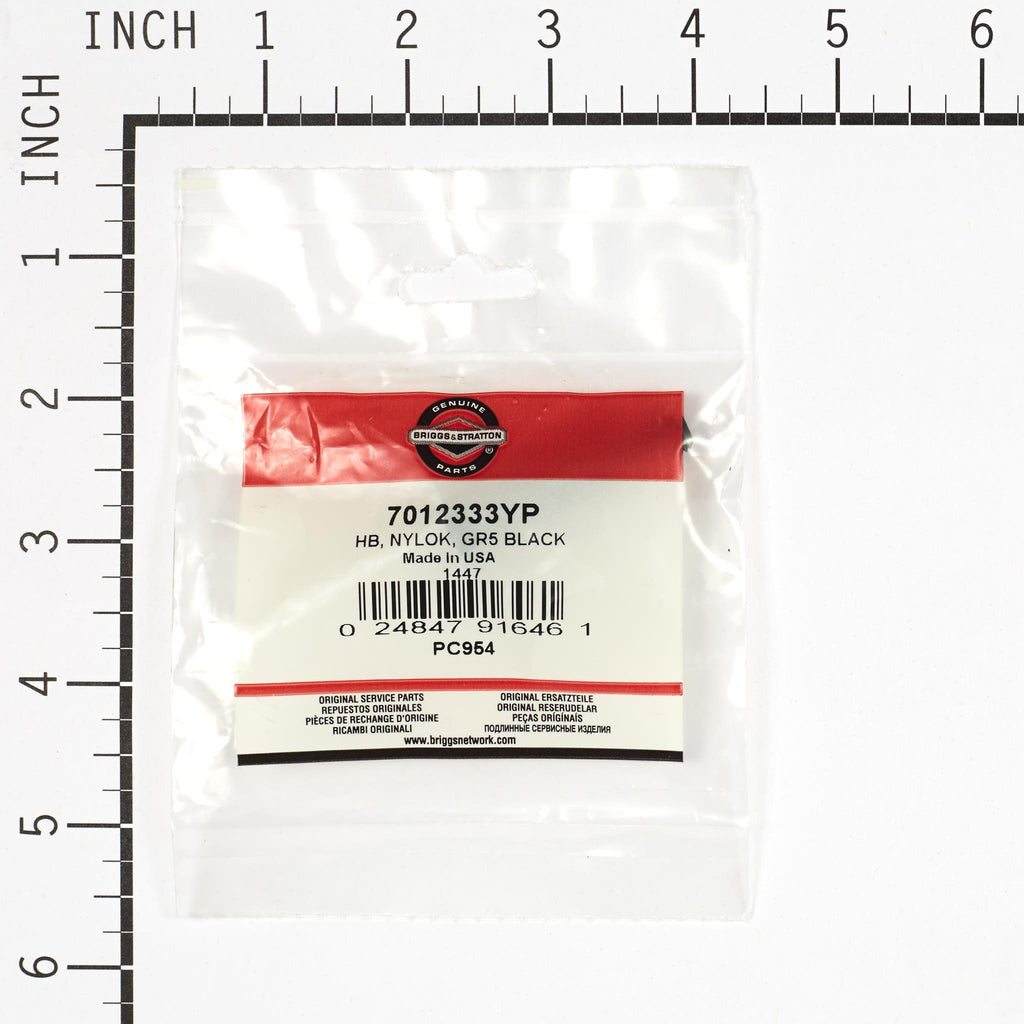 INCH 1 2 3 4 5 6
INCH
1
2
3
4
5
6
GENUINE
BRIGGS&STRATTON
®
PARTS
7012333YP
HB, NYLOK, GR5 BLACK
Made In USA
1447
0 24847 91646 1
PC954
ORIGINAL SERVICE PARTS
REPUESTOS ORIGINALES
PIÈCES DE RECHANGE D'ORIGINE
RICAMBI ORIGINALI
ORIGINAL ERSATZTEILE
ORIGINAL RESERUDELAR
PEÇAS ORIGÍNAIS
ПОДЛИННЫЕ СЕРВИСНЫЕ ИЗДЕЛИЯ
www.briggsnetwork.com